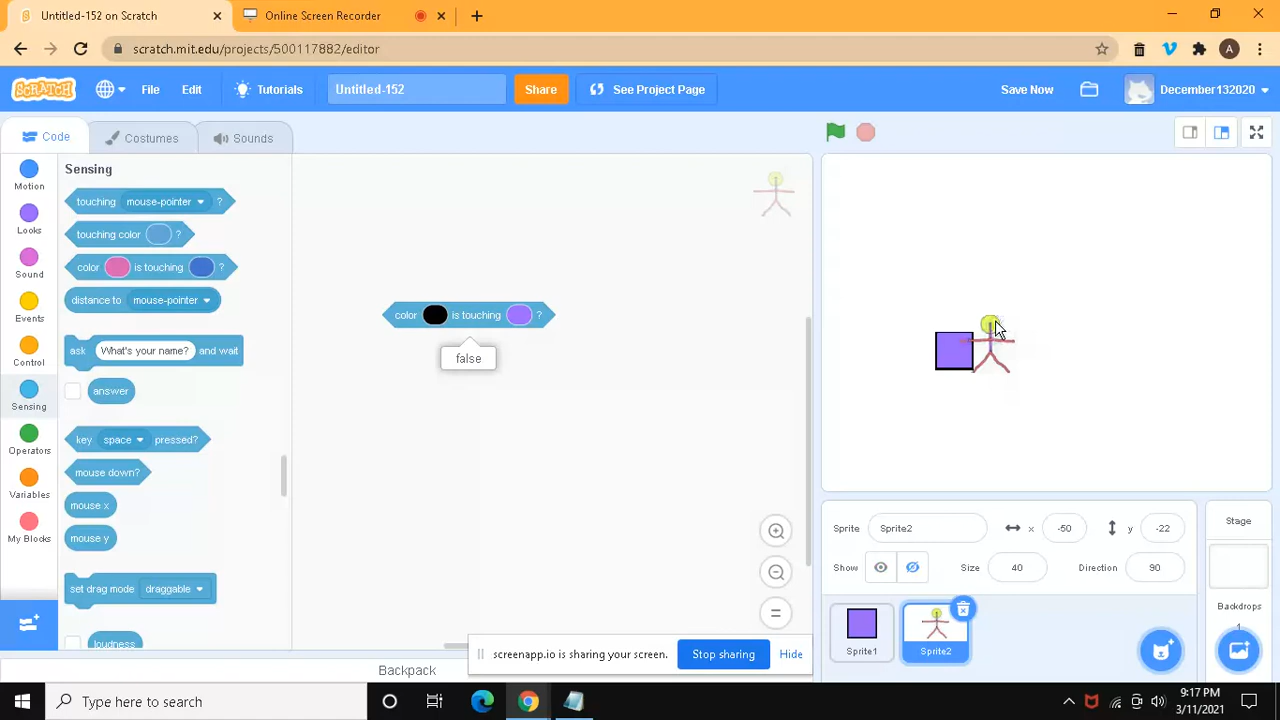 Untitled-152 on Scratch
Online Screen Recorder
scratch.mit.edu/projects/500117882/editor
A
SCRATCH
File
Edit
Tutorials
Untitled-152
Share
See Project Page
Save Now
December132020
Code
Costumes
Sounds
Motion
Looks
Sound
Events
Control
Sensing
Operators
Variables
My Blocks
Sensing
touching mouse-pointer ?
touching color ?
color is touching ?
distance to mouse-pointer
ask What's your name? and wait
answer
key space pressed?
mouse down?
mouse x
mouse y
set drag mode draggable
loudness
color is touching ?
false
Sprite Sprite2 x -50 y -22
Show Size 40 Direction 90
Sprite1
Sprite2
Stage
Backdrops
1
Backpack
screenapp.io is sharing your screen.
Stop sharing
Hide
Type here to search
9:17 PM
3/11/2021